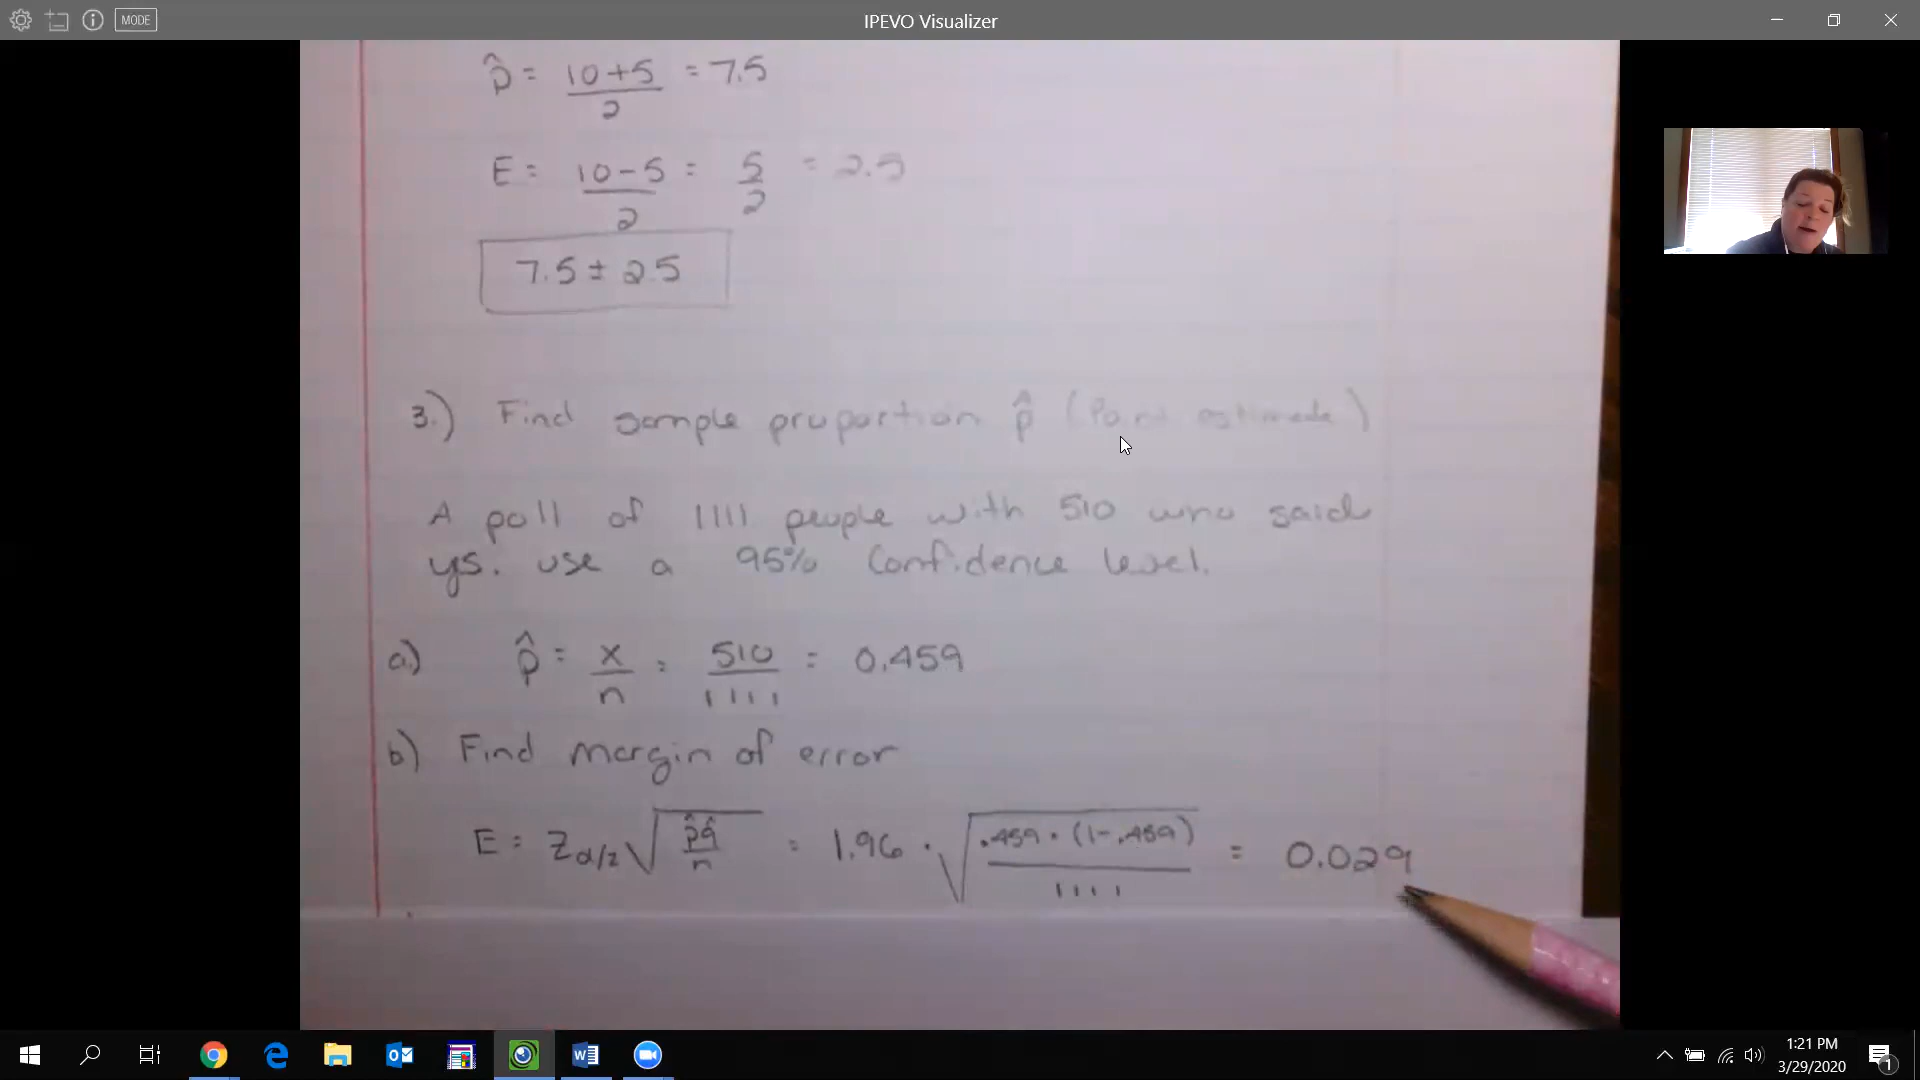 MODE
IPEVO Visualizer
p̂ = 10+5 / 2 = 7.5
E = 10-5 / 2 = 5 / 2 = 2.5
7.5 ± 2.5
3.) Find sample proportion p̂ (Point estimate)
A poll of 1111 people with 510 who said
ys. use a 95% Confidence level.
a.) p̂ = x / n = 510 / 1111 = 0.459
b) Find Margin of error
E = Zα/2 √ p̂q̂ / n = 1.96 · √ .459 · (1-.459) / 1111 = 0.029
1:21 PM
3/29/2020
1